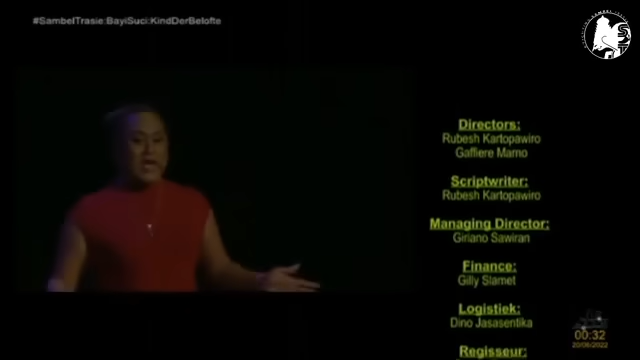 #SambelTrasie:BayiSuci:KindDerBelofte
Directors:
Rubesh Kartopawiro
Gaffiere Marno
Scriptwriter:
Rubesh Kartopawiro
Managing Director:
Giriano Sawiran
Finance:
Gilly Slamet
Logistiek:
Dino Jasasentika
Regisseur:
00:32
20/06/2022